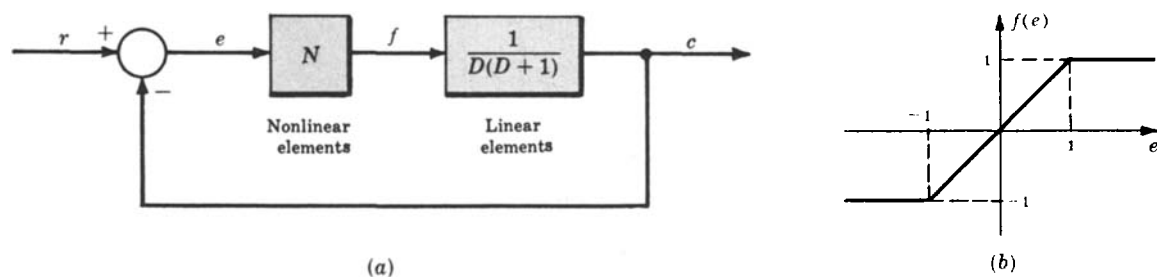 r + e N f 1 c
D(D + 1)
−
Nonlinear
elements
Linear
elements
(a)
f(e)
1
− 1
1 e
− 1
(b)